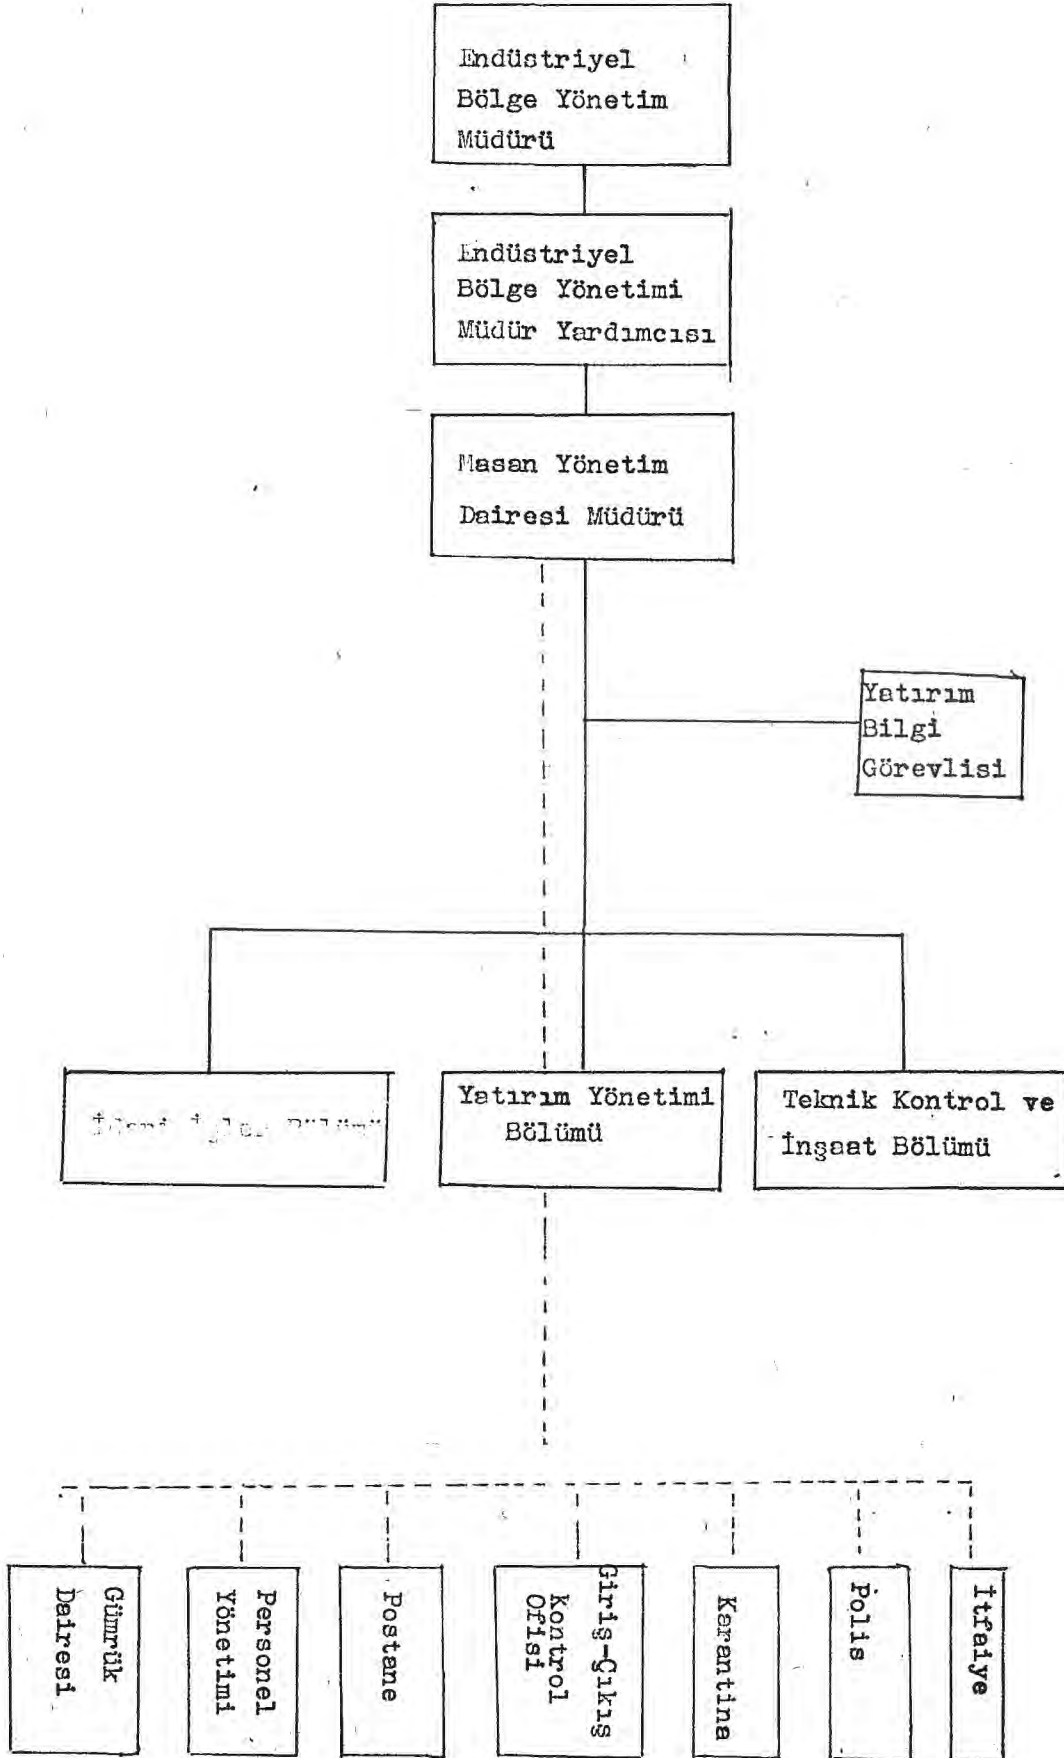 Endüstriyel
Bölge Yönetim
Müdürü
Endüstriyel
Bölge Yönetimi
Müdür Yardımcısı
Masan Yönetim
Dairesi Müdürü
Yatırım
Bilgi
Görevlisi
Yatırım Yönetimi
Bölümü
Teknik Kontrol ve
İnşaat Bölümü
Gümrük
Dairesi
Personel
Yönetimi
Postane
Giriş-Çıkış
Kontrol
Ofisi
Karantina
Polis
İtfaiye